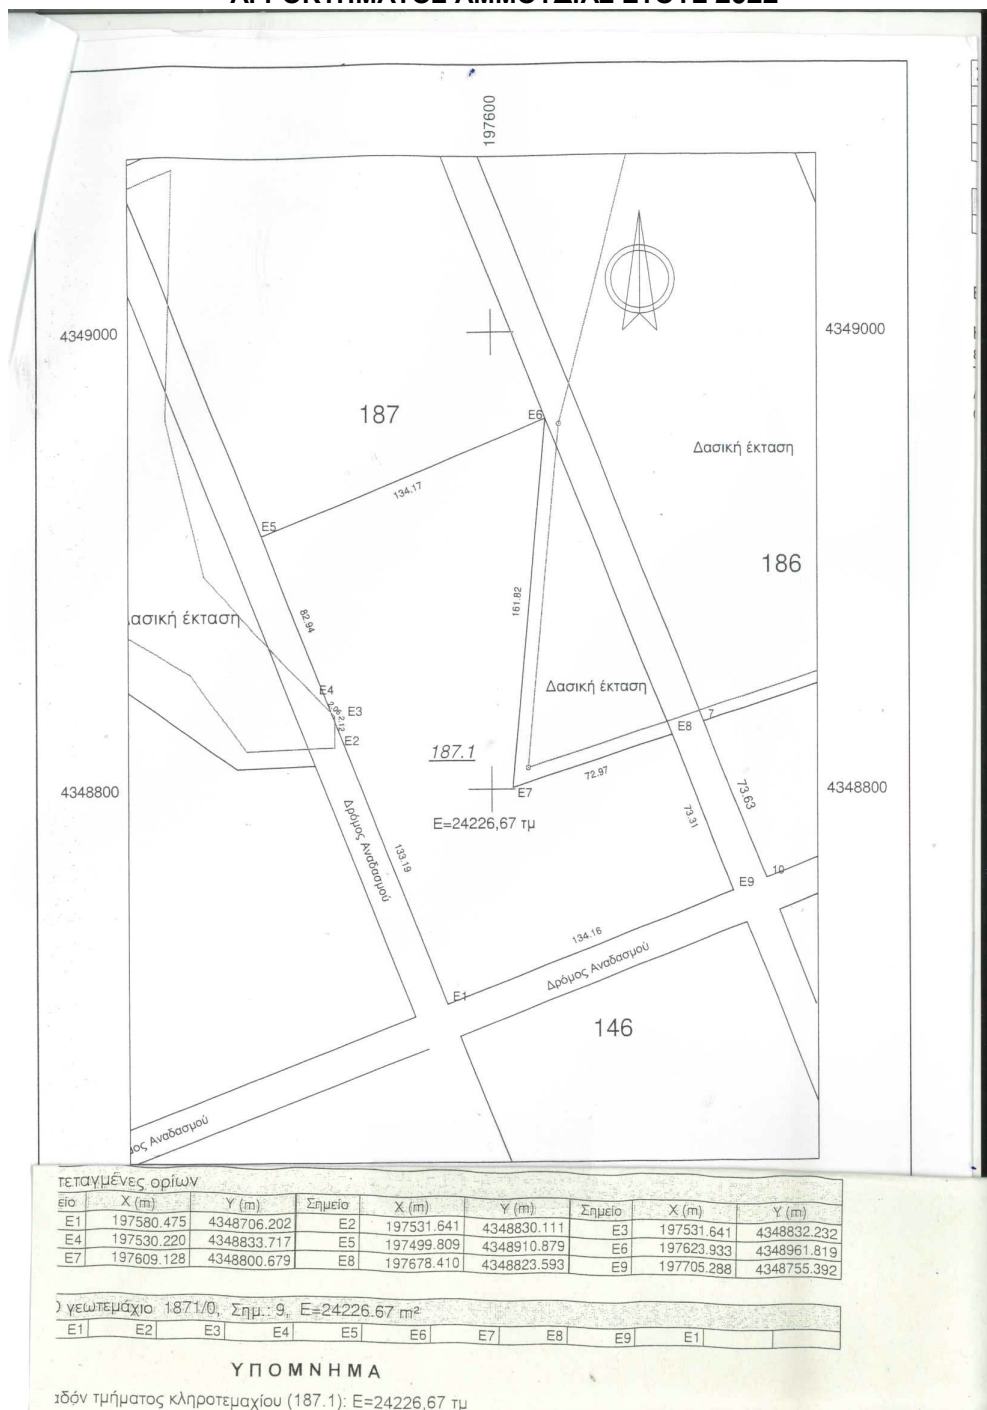 197600
4349000
4349000
187
E6
Δασική έκταση
134.17
E5
186
161.82
82.94
έκταση
Δασική έκταση
E4
E3
7
E2
E8
187.1
72.97
4348800
4348800
E7
73.63
73.31
E=24226,67 τμ
Δρόμος Αναδασμού
133.19
10
E9
134.16
Δρόμος Αναδασμού
E1
146
Αναδασμού
τεταγμένες ορίων
X (m) Y (m) Σημείο X (m) Y (m) Σημείο X (m) Y (m)
E1 197580.475 4348706.202 E2 197531.641 4348830.111 E3 197531.641 4348832.232
E4 197530.220 4348833.717 E5 197499.809 4348910.879 E6 197623.933 4348961.819
E7 197609.128 4348800.679 E8 197678.410 4348823.593 E9 197705.288 4348755.392
γεωτεμάχιο 1871/0, Σημ.: 9, E=24226.67 m²
E1 E2 E3 E4 E5 E6 E7 E8 E9 E1
ΥΠΟΜΝΗΜΑ
τμήματος κληροτεμαχίου (187.1): E=24226,67 τμ